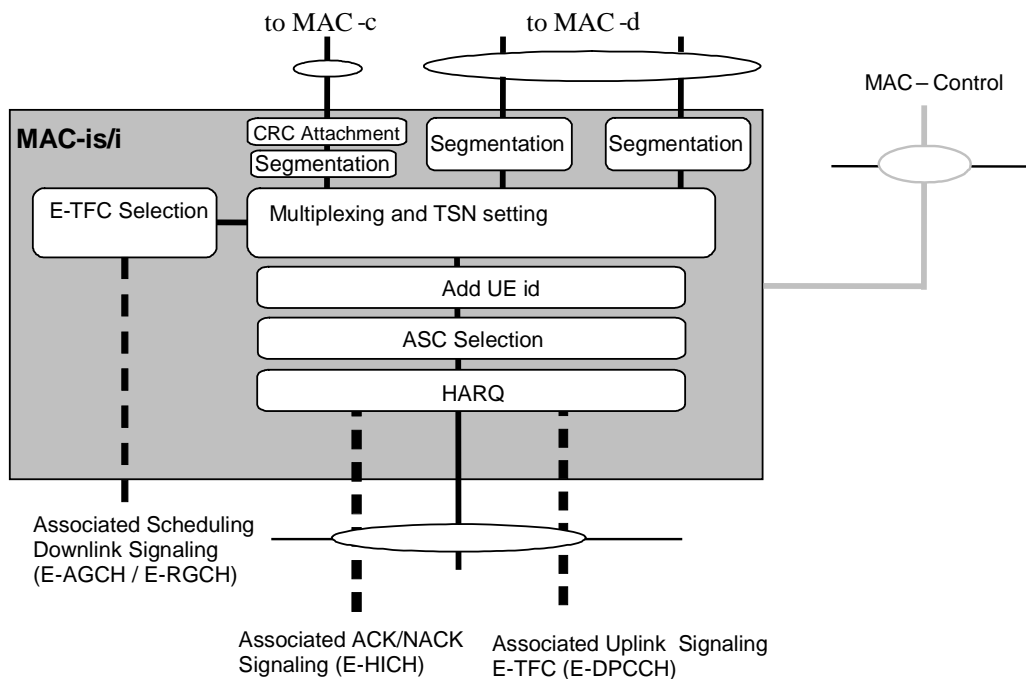 to MAC -c
to MAC -d
MAC – Control
MAC-is/i
CRC Attachment
Segmentation
Segmentation
Segmentation
E-TFC Selection
Multiplexing and TSN setting
Add UE id
ASC Selection
HARQ
Associated Scheduling
Downlink Signaling
(E-AGCH / E-RGCH)
Associated ACK/NACK
Signaling (E-HICH)
Associated Uplink Signaling
E-TFC (E-DPCCH)